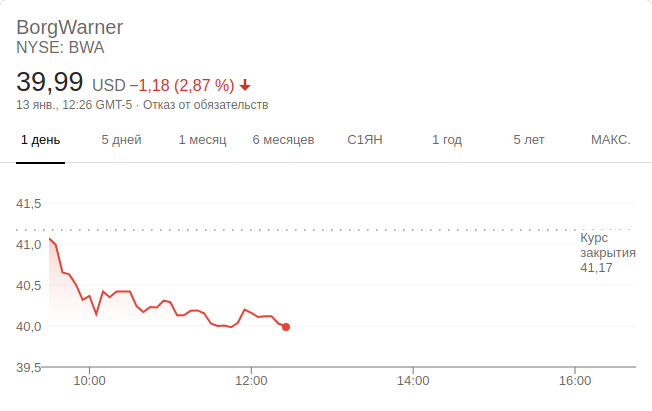 BorgWarner
NYSE: BWA
39,99 USD −1,18 (2,87 %)
13 янв., 12:26 GMT-5 · Отказ от обязательств
1 день 5 дней 1 месяц 6 месяцев С1ЯН 1 год 5 лет МАКС.
41,5
41,0
40,5
40,0
39,5
Курс
закрытия
41,17
10:00 12:00 14:00 16:00